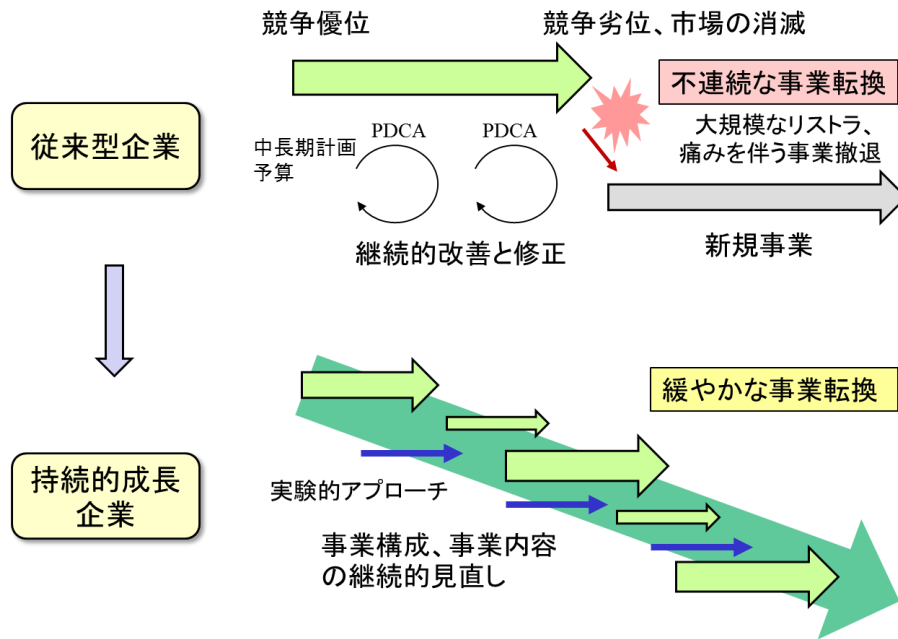 競争優位
競争劣位、市場の消滅
不連続な事業転換
大規模なリストラ、
痛みを伴う事業撤退
従来型企業
中長期計画
予算
PDCA
PDCA
継続的改善と修正
新規事業
緩やかな事業転換
持続的成長
企業
実験的アプローチ
事業構成、事業内容
の継続的見直し